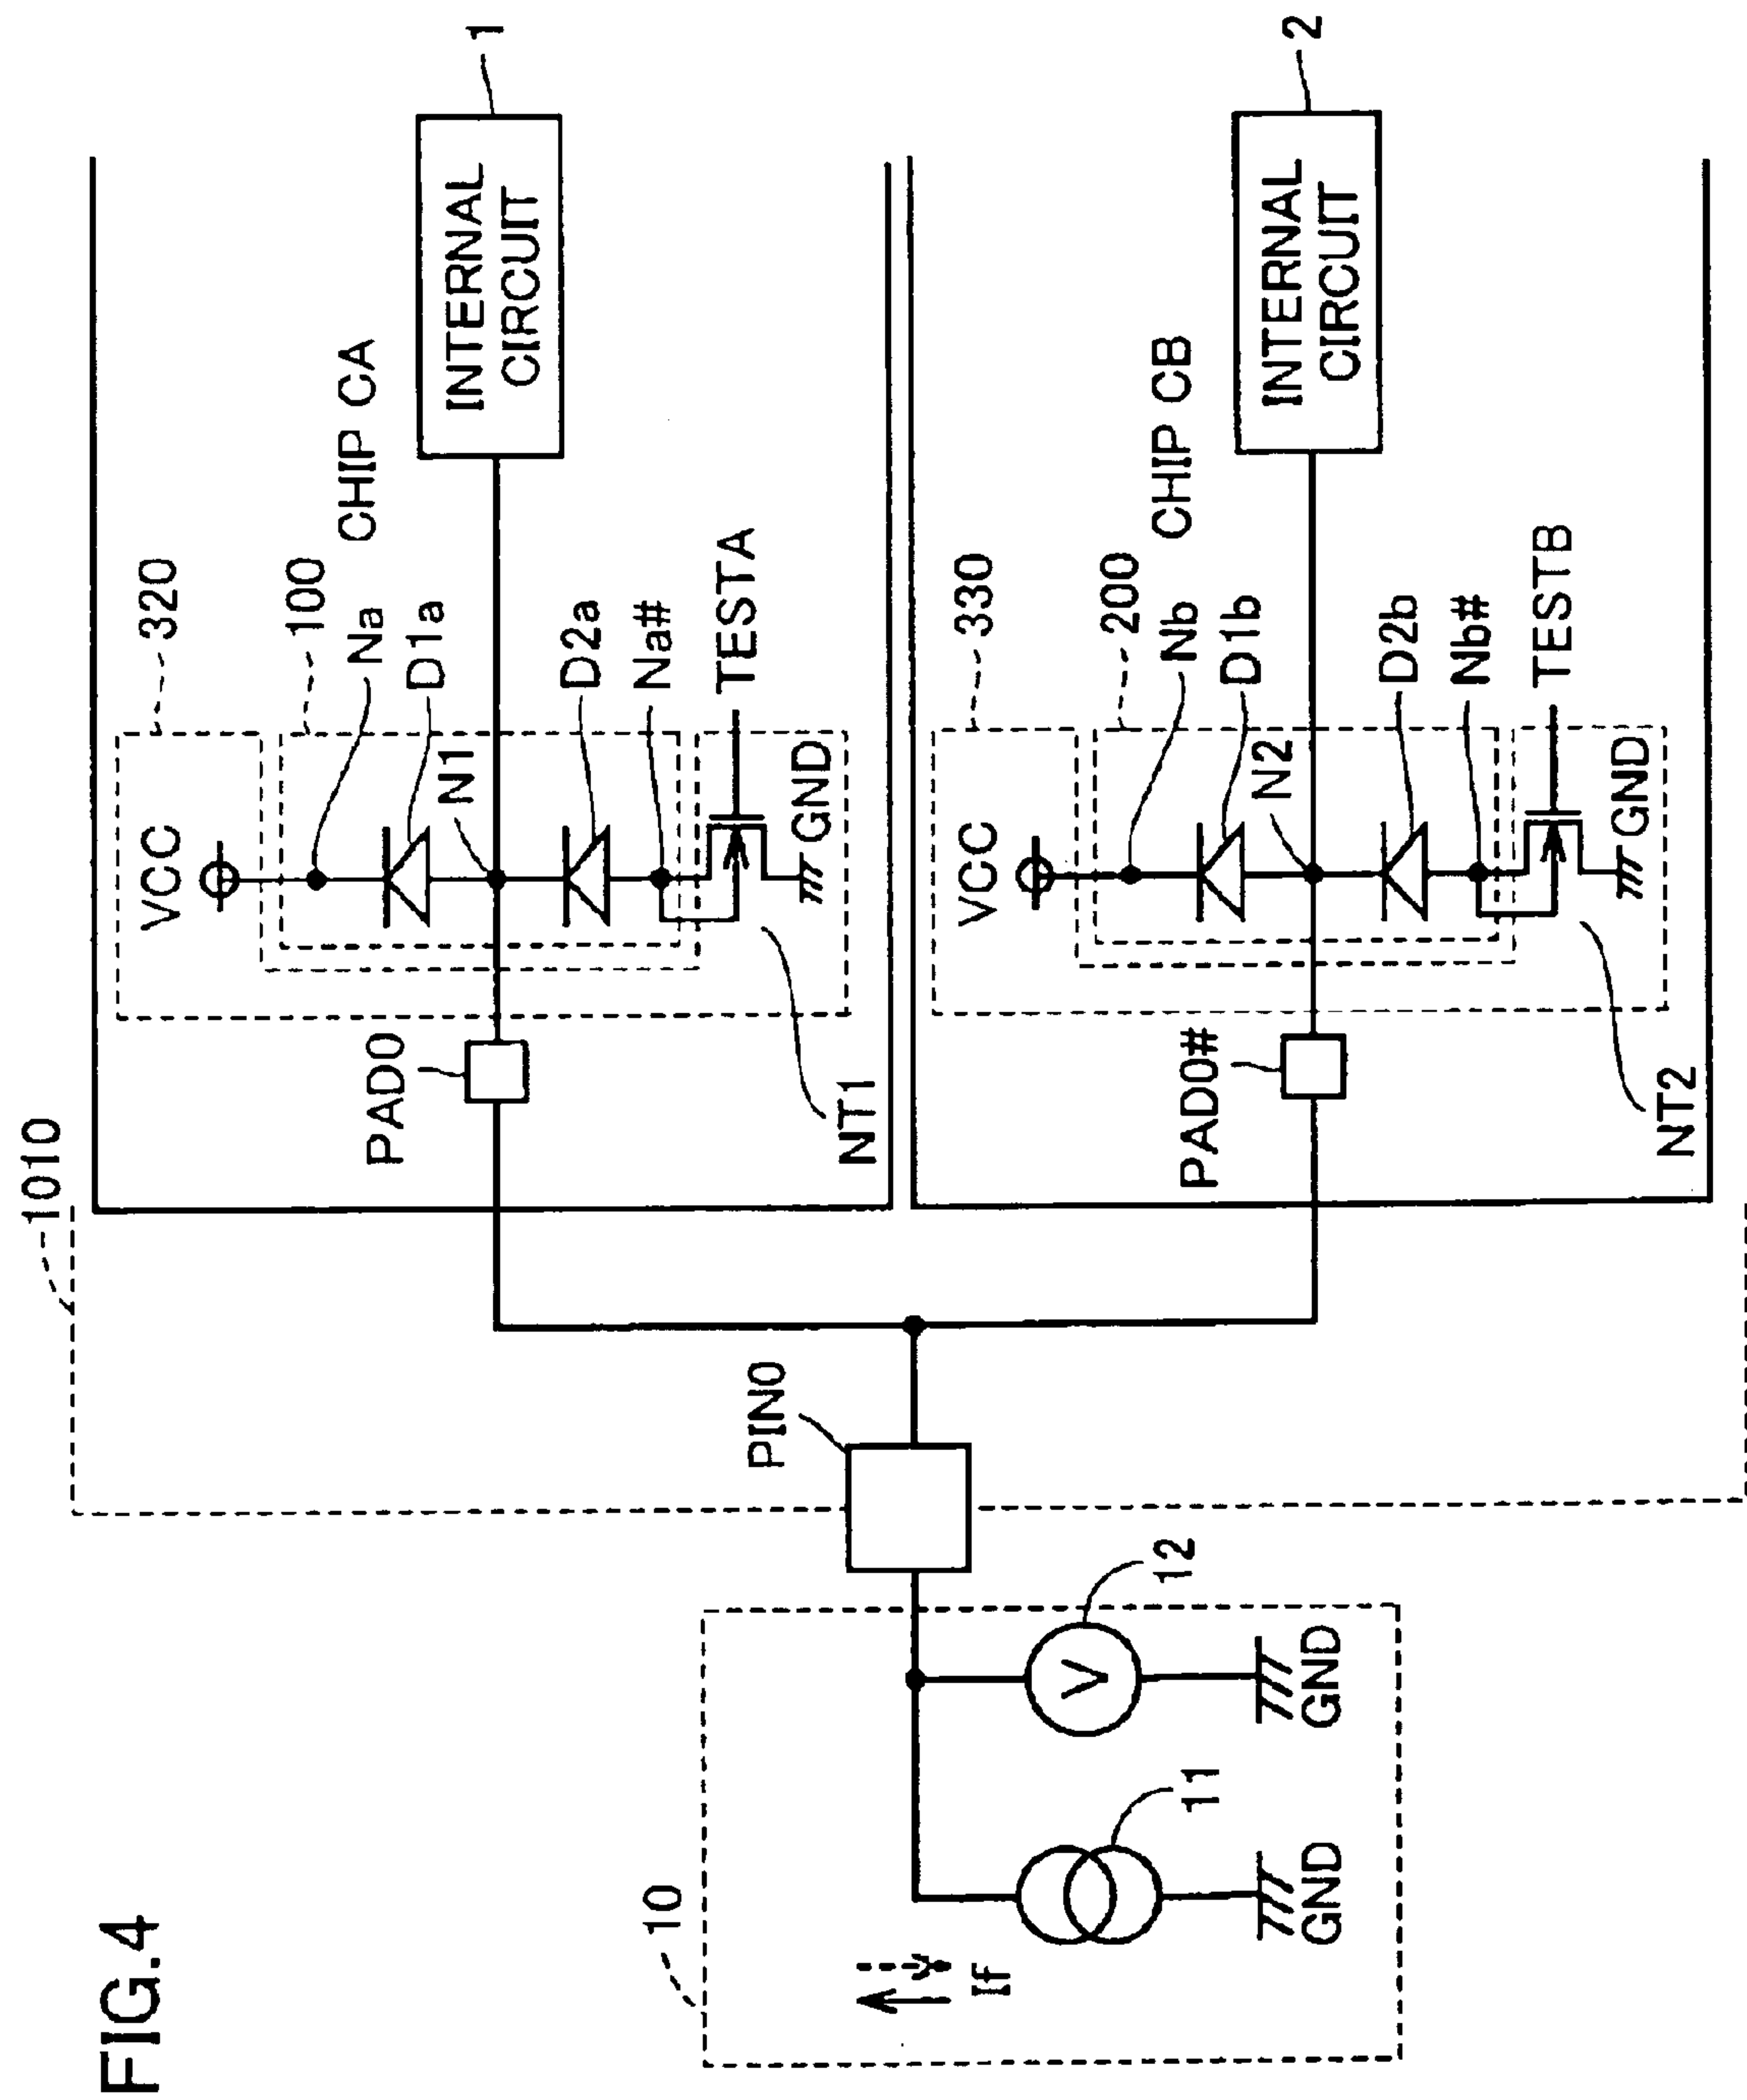 FIG.4
1010
320
VCC
100
Na
D1a
CHIP CA
1
PAD0
N1
INTERNAL
CIRCUIT
D2a
Na#
TESTA
GND
NT1
PIN0
10
If
11
GND
12
V
GND
330
VCC
200
Nb
D1b
CHIP CB
2
PAD0#
N2
INTERNAL
CIRCUIT
D2b
Nb#
TESTB
GND
NT2